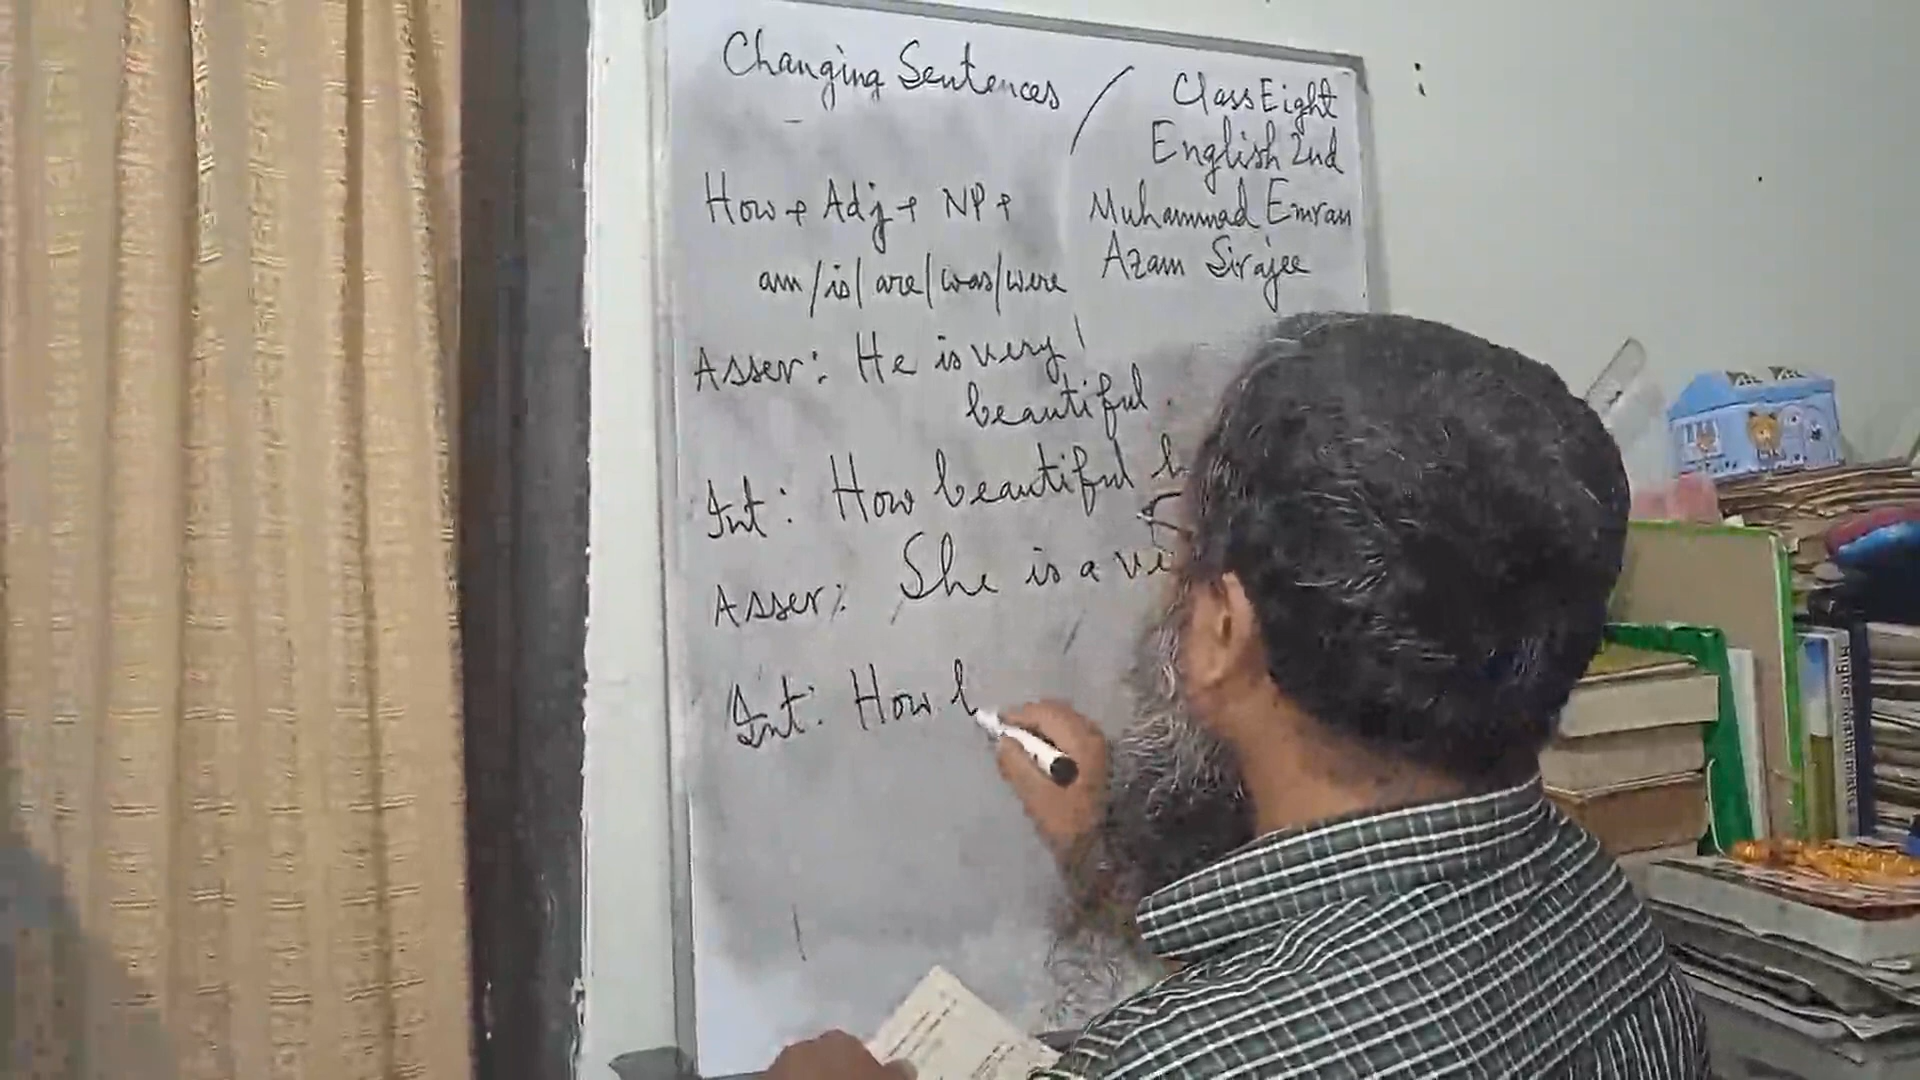 Changing Sentences
Class Eight
English 2nd
Muhammad Emran
Azam Sirajee
How + Adj + NP +
am/is/are/was/were
Asser: He is very
beautiful.
Int: How beautiful h
Asser: She is a ve
Int: How b